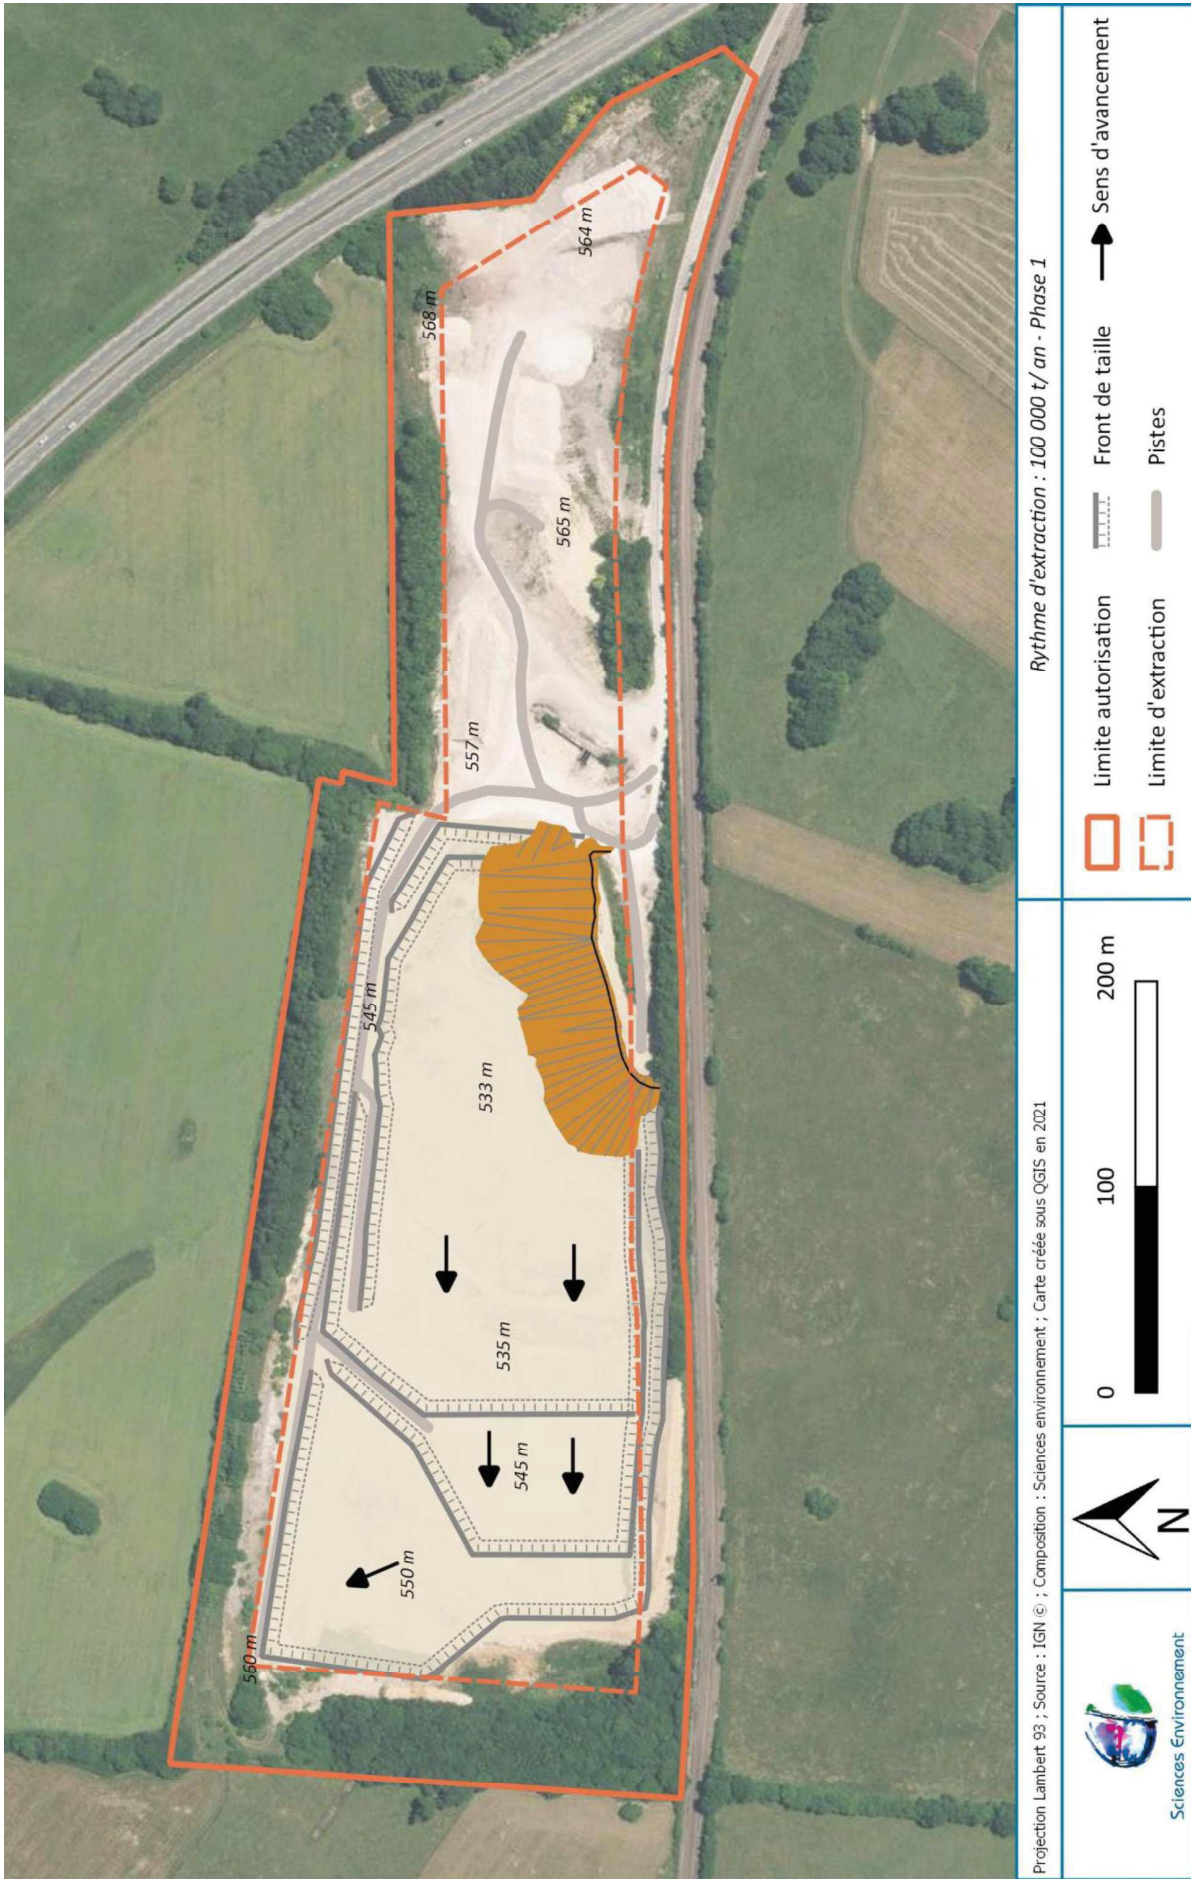 568 m
564 m
565 m
557 m
545 m
533 m
535 m
545 m
550 m
560 m
Projection Lambert 93 ; Source : IGN © ; Composition : Sciences environnement ; Carte créée sous QGIS en 2021
Rythme d'extraction : 100 000 t/ an - Phase 1
Sciences Environnement
N
0
100
200 m
Limite autorisation
Front de taille
Sens d'avancement
Limite d'extraction
Pistes